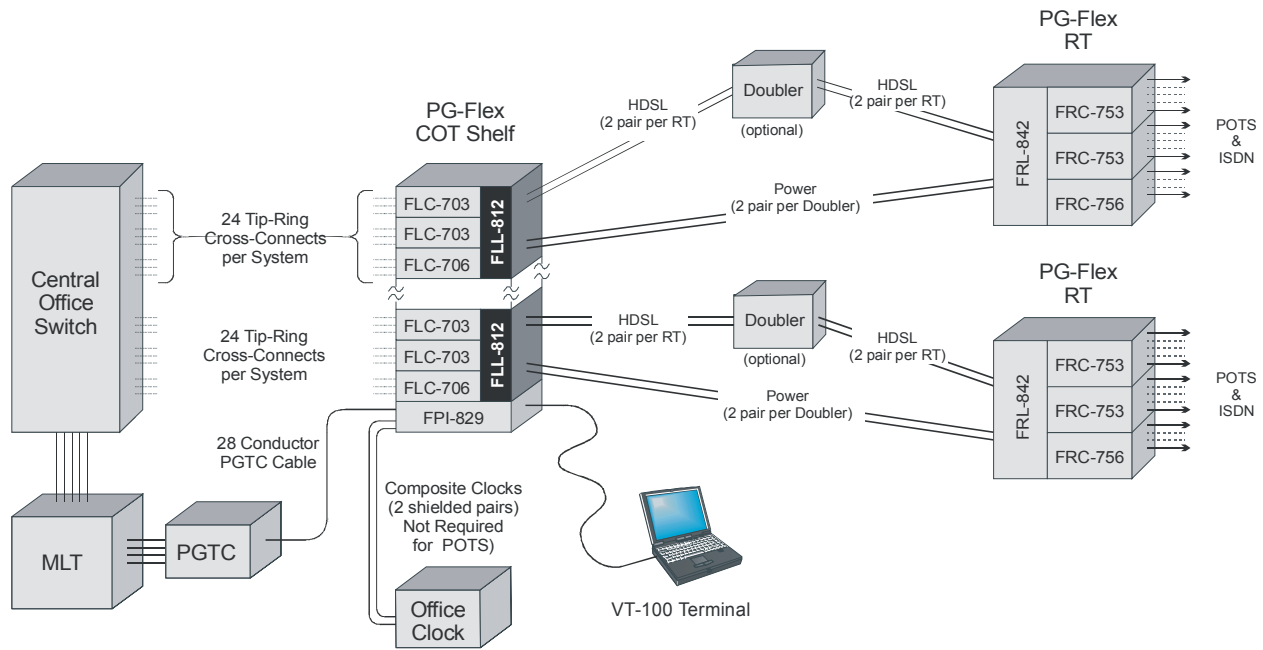 PG-Flex
RT
Doubler
(optional)
HDSL
(2 pair per RT)
HDSL
(2 pair per RT)
FRL-842
FRC-753
FRC-753
FRC-756
POTS
&
ISDN
PG-Flex
COT Shelf
FLC-703
FLC-703
FLC-706
FLL-812
Power
(2 pair per Doubler)
24 Tip-Ring
Cross-Connects
per System
Central
Office
Switch
PG-Flex
RT
FLC-703
FLC-703
FLC-706
FLL-812
FPI-829
HDSL
(2 pair per RT)
Doubler
(optional)
HDSL
(2 pair per RT)
FRL-842
FRC-753
FRC-753
FRC-756
POTS
&
ISDN
24 Tip-Ring
Cross-Connects
per System
Power
(2 pair per Doubler)
28 Conductor
PGTC Cable
Composite Clocks
(2 shielded pairs)
Not Required
for POTS)
MLT
PGTC
Office
Clock
VT-100 Terminal